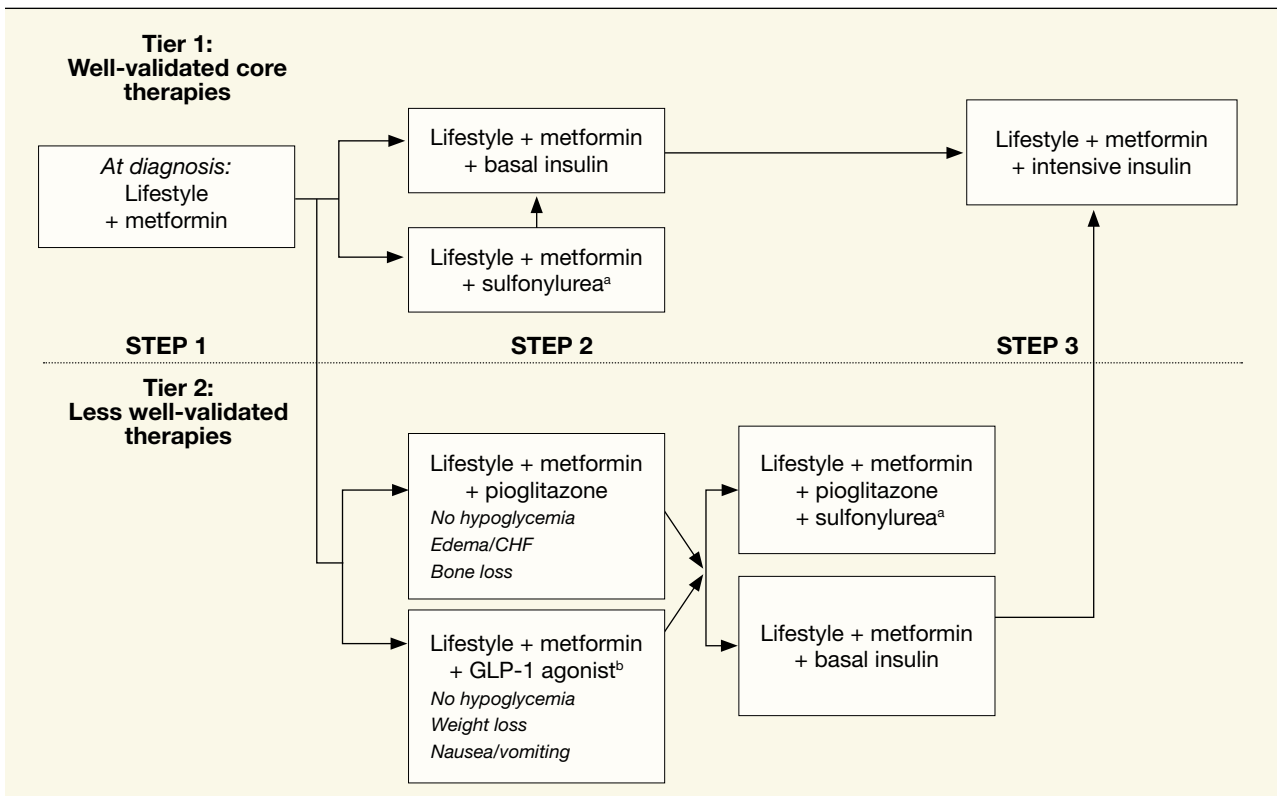 Tier 1:
Well-validated core
therapies
At diagnosis:
Lifestyle
+ metformin
Lifestyle + metformin
+ basal insulin
Lifestyle + metformin
+ sulfonylureaᵃ
Lifestyle + metformin
+ intensive insulin
STEP 1
STEP 2
STEP 3
Tier 2:
Less well-validated
therapies
Lifestyle + metformin
+ pioglitazone
No hypoglycemia
Edema/CHF
Bone loss
Lifestyle + metformin
+ GLP-1 agonistᵇ
No hypoglycemia
Weight loss
Nausea/vomiting
Lifestyle + metformin
+ pioglitazone
+ sulfonylureaᵃ
Lifestyle + metformin
+ basal insulin